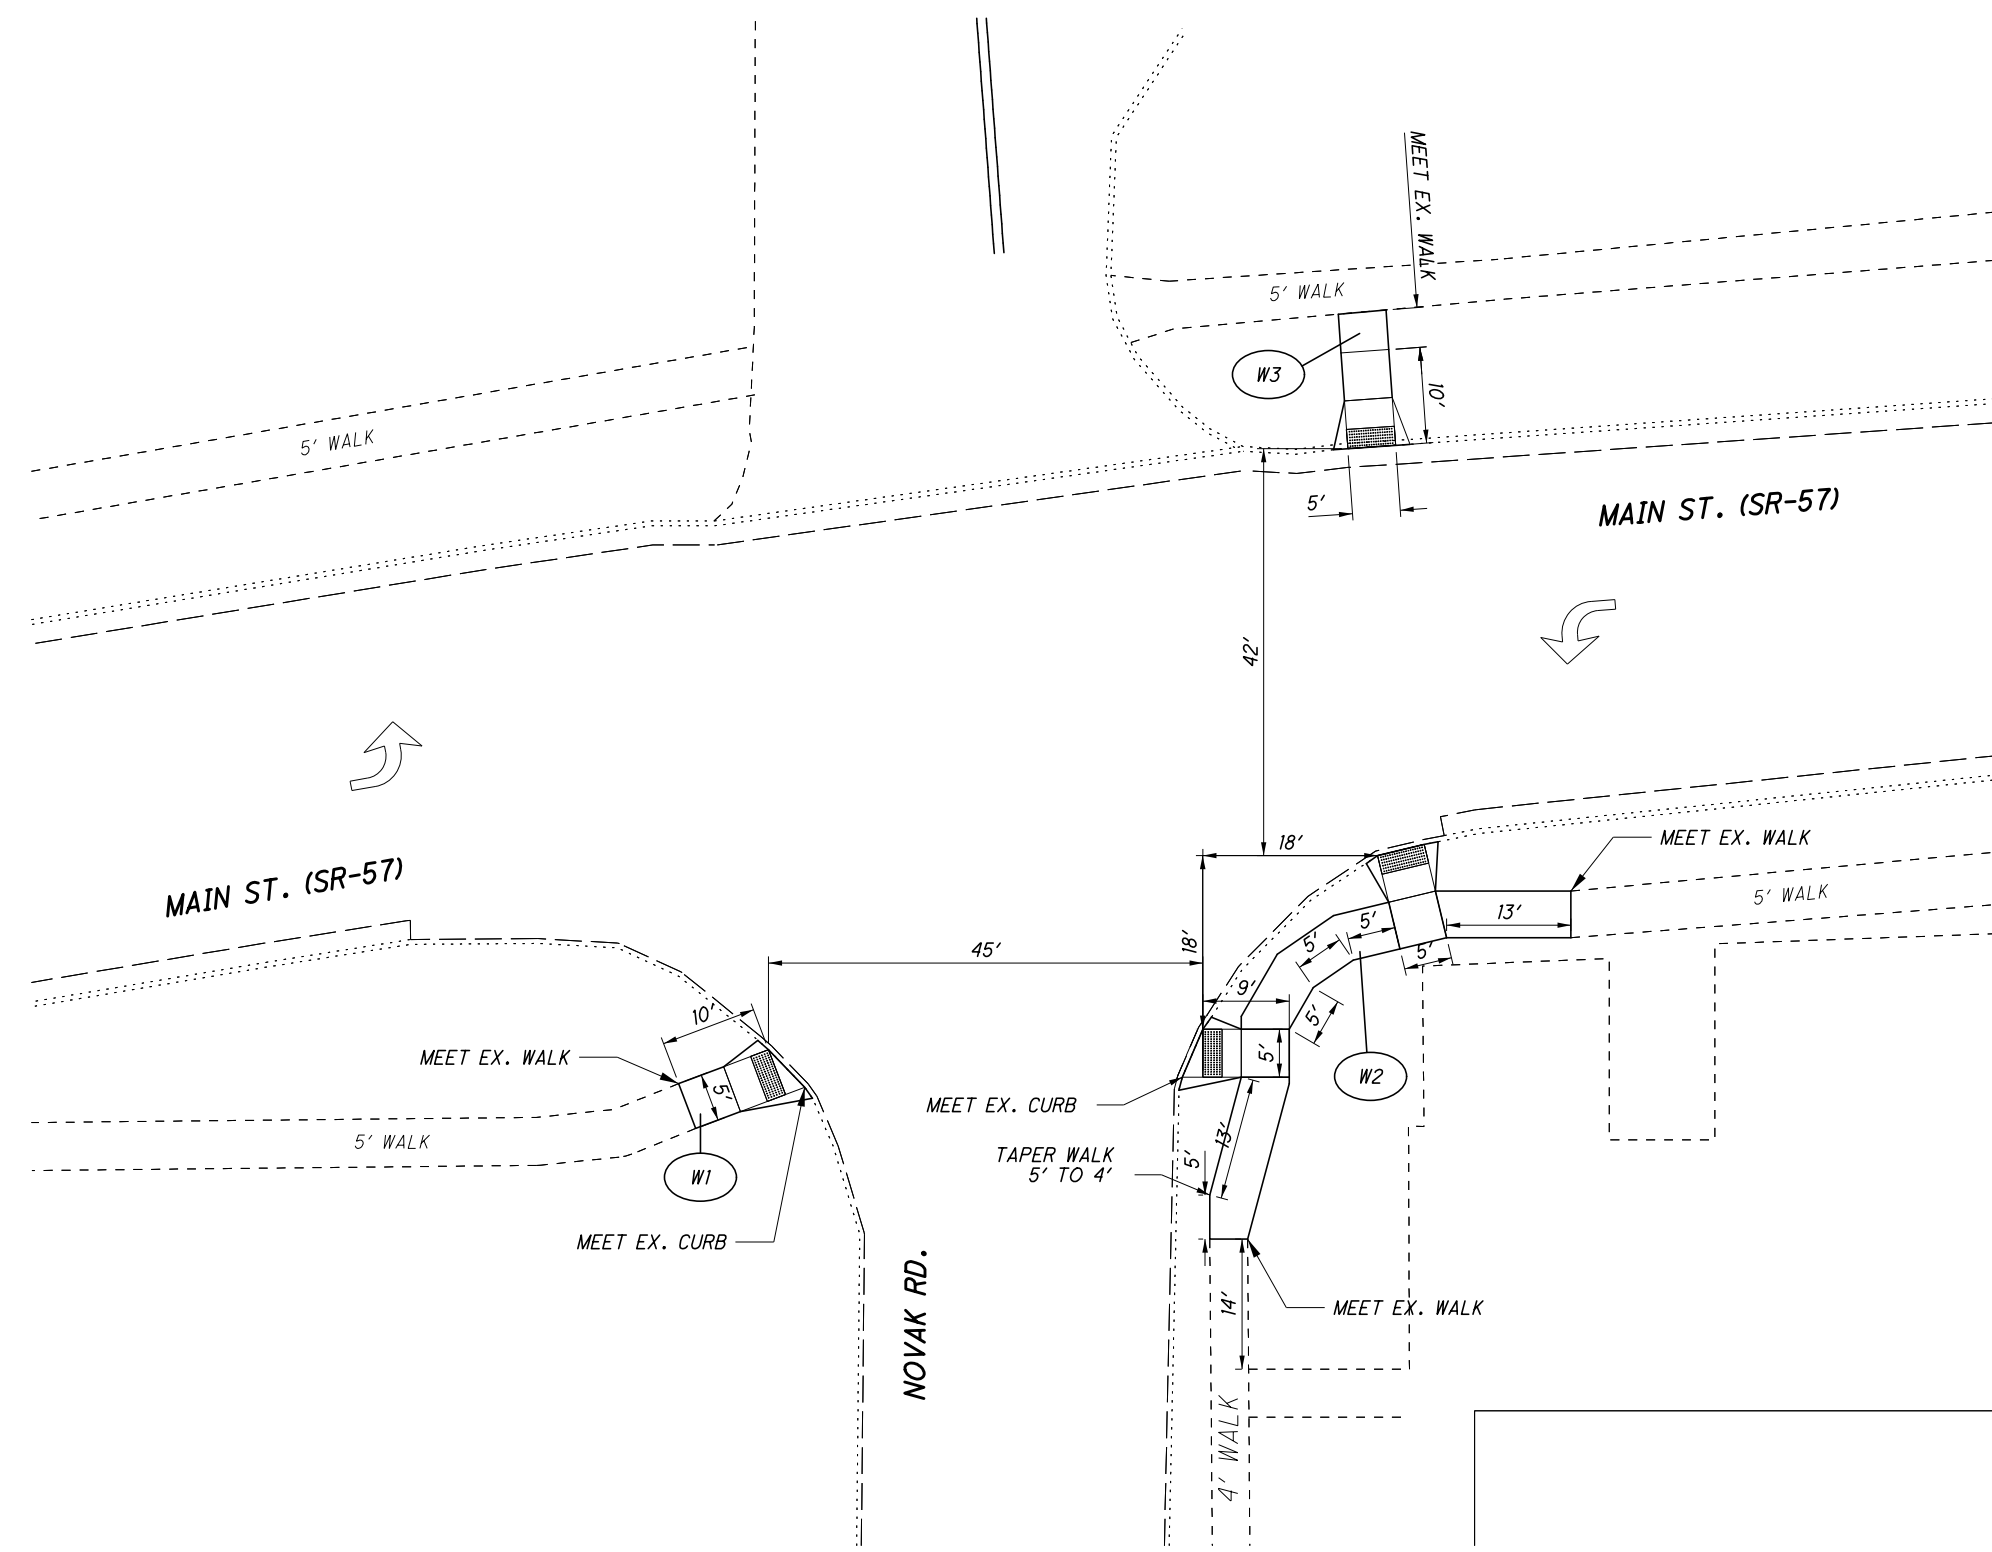 MEET EX. WALK
5' WALK
W3
10'
5' WALK
5'
MAIN ST. (SR-57)
42'
18'
MEET EX. WALK
MAIN ST. (SR-57)
5' WALK
13'
5'
5'
18'
45'
5'
9'
10'
5'
MEET EX. WALK
5'
5'
W2
MEET EX. CURB
13'
5' WALK
TAPER WALK
5' TO 4'
5'
W1
MEET EX. CURB
NOVAK RD.
14'
MEET EX. WALK
4' WALK